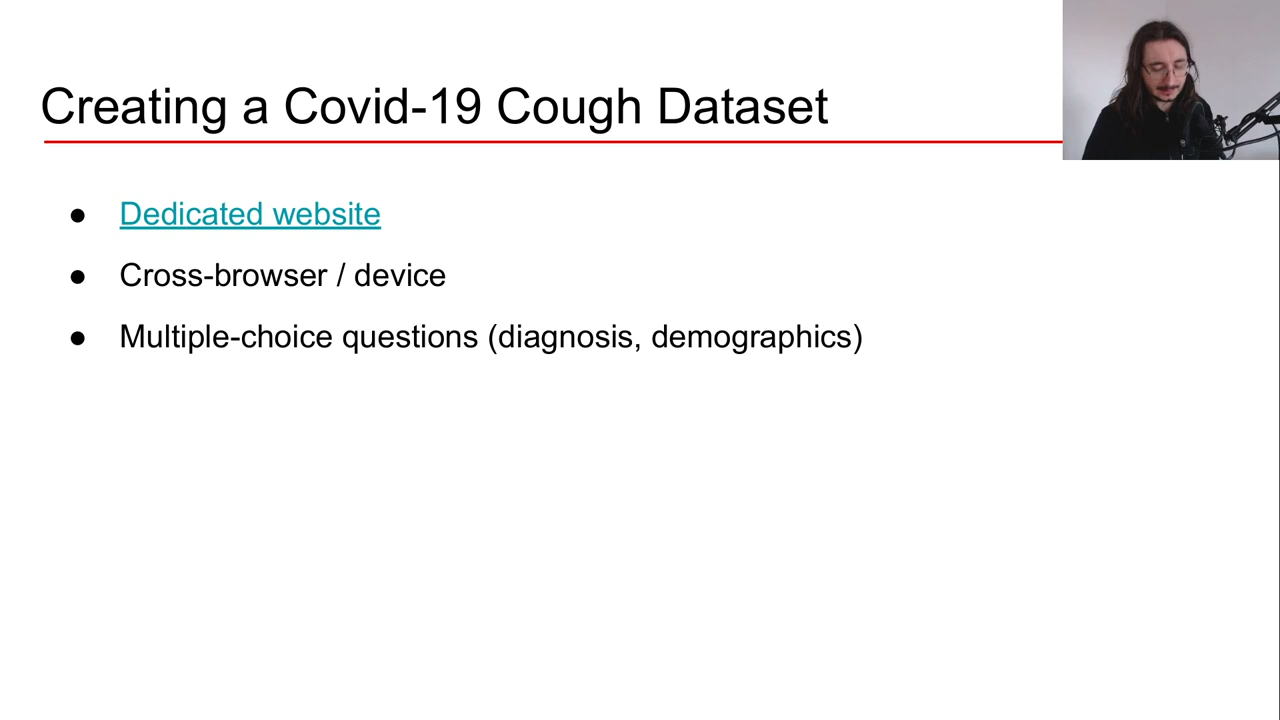 Creating a Covid-19 Cough Dataset
● Dedicated website
● Cross-browser / device
● Multiple-choice questions (diagnosis, demographics)